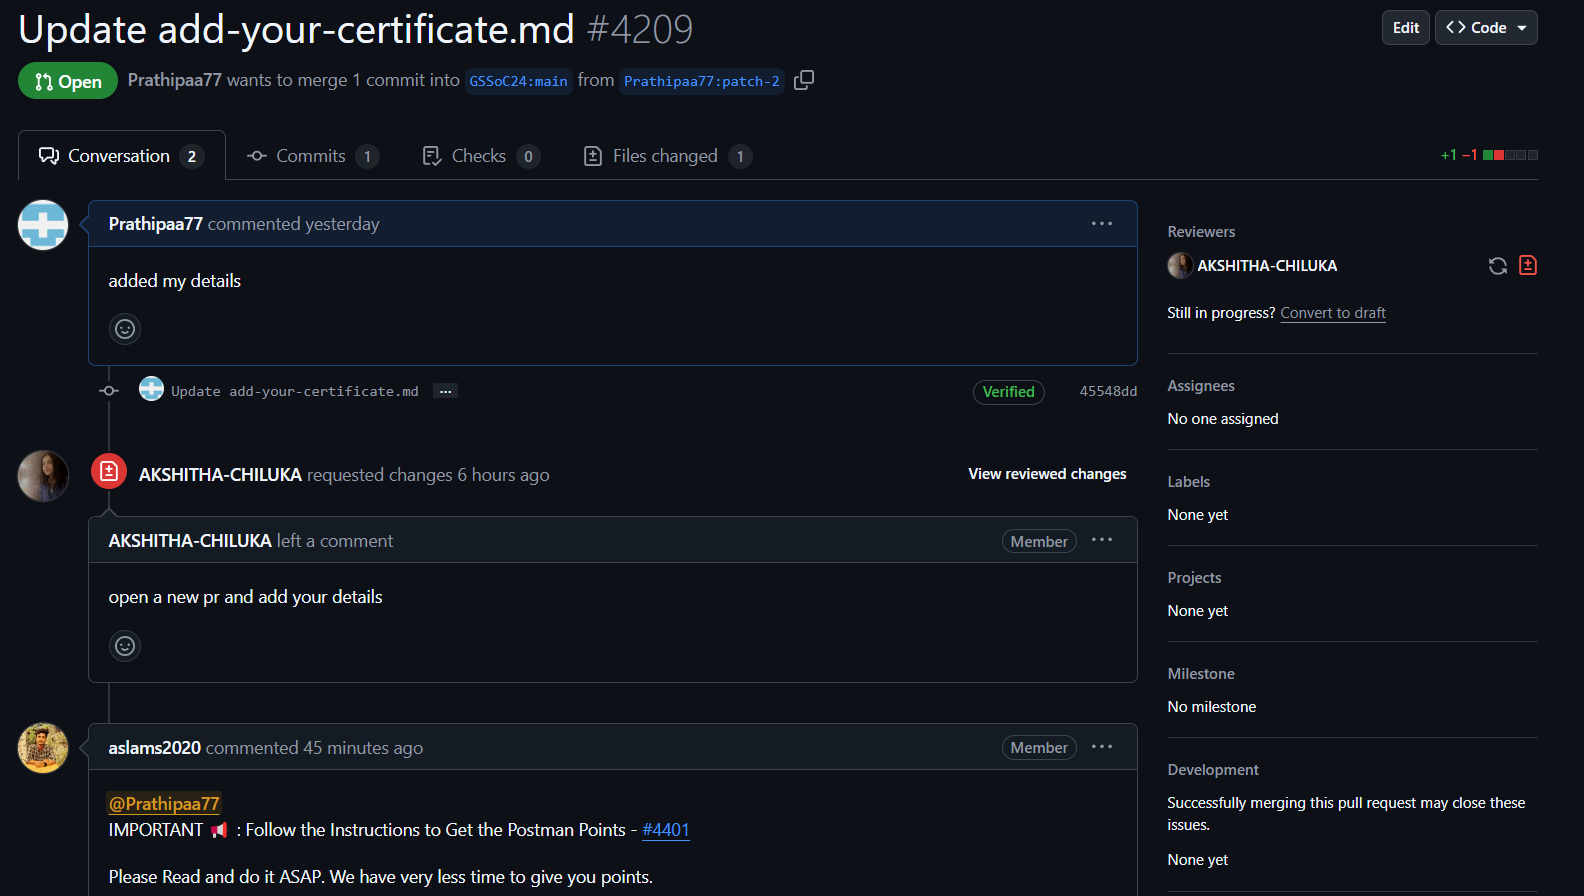 Update add-your-certificate.md #4209
Edit
<> Code
Open
Prathipaa77 wants to merge 1 commit into GSSoC24:main from Prathipaa77:patch-2
Conversation 2
Commits 1
Checks 0
Files changed 1
+1 −1
Prathipaa77 commented yesterday
added my details
Update add-your-certificate.md ...
Verified
45548dd
AKSHITHA-CHILUKA requested changes 6 hours ago
View reviewed changes
AKSHITHA-CHILUKA left a comment
Member
open a new pr and add your details
aslams2020 commented 45 minutes ago
Member
@Prathipaa77
IMPORTANT 📢 : Follow the Instructions to Get the Postman Points - #4401
Please Read and do it ASAP. We have very less time to give you points.
Reviewers
AKSHITHA-CHILUKA
Still in progress? Convert to draft
Assignees
No one assigned
Labels
None yet
Projects
None yet
Milestone
No milestone
Development
Successfully merging this pull request may close these
issues.
None yet